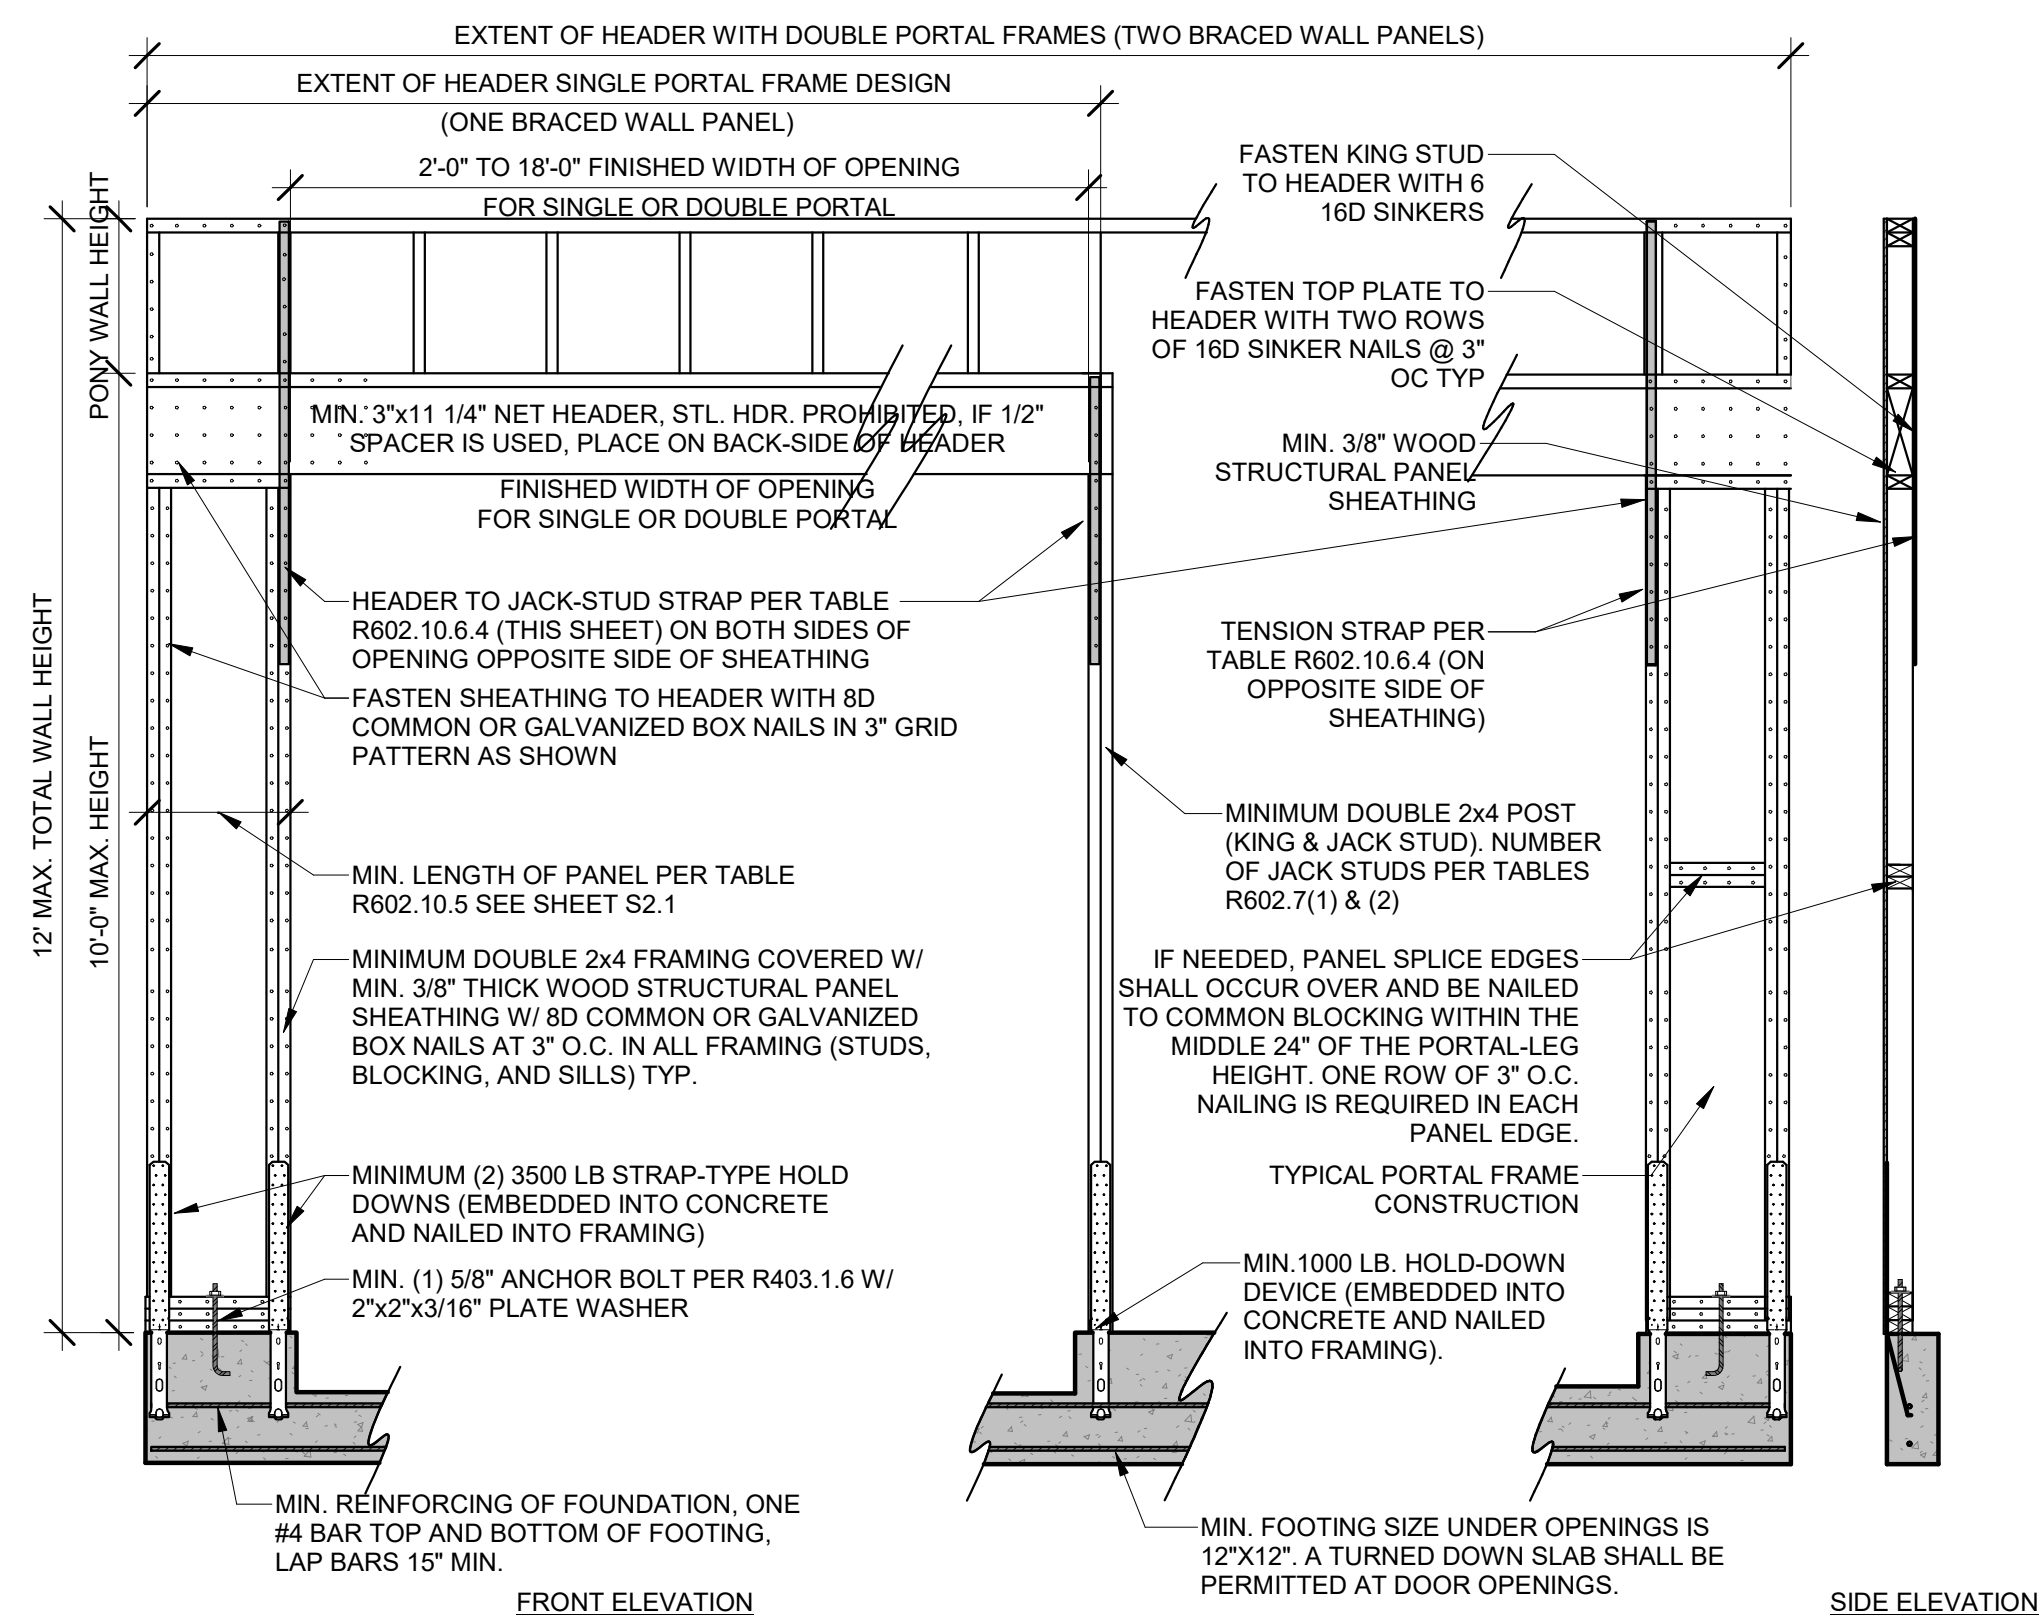 EXTENT OF HEADER WITH DOUBLE PORTAL FRAMES (TWO BRACED WALL PANELS)
EXTENT OF HEADER SINGLE PORTAL FRAME DESIGN
(ONE BRACED WALL PANEL)
2'-0" TO 18'-0" FINISHED WIDTH OF OPENING
FOR SINGLE OR DOUBLE PORTAL
FASTEN KING STUD
TO HEADER WITH 6
16D SINKERS
PONY WALL HEIGHT
FASTEN TOP PLATE TO
HEADER WITH TWO ROWS
OF 16D SINKER NAILS @ 3"
OC TYP
MIN. 3"x11 1/4" NET HEADER, STL. HDR. PROHIBITED, IF 1/2"
SPACER IS USED, PLACE ON BACK-SIDE OF HEADER
MIN. 3/8" WOOD
STRUCTURAL PANEL
SHEATHING
FINISHED WIDTH OF OPENING
FOR SINGLE OR DOUBLE PORTAL
12' MAX. TOTAL WALL HEIGHT
10'-0" MAX. HEIGHT
HEADER TO JACK-STUD STRAP PER TABLE
R602.10.6.4 (THIS SHEET) ON BOTH SIDES OF
OPENING OPPOSITE SIDE OF SHEATHING
TENSION STRAP PER
TABLE R602.10.6.4 (ON
OPPOSITE SIDE OF
SHEATHING)
FASTEN SHEATHING TO HEADER WITH 8D
COMMON OR GALVANIZED BOX NAILS IN 3" GRID
PATTERN AS SHOWN
MINIMUM DOUBLE 2x4 POST
(KING & JACK STUD). NUMBER
OF JACK STUDS PER TABLES
R602.7(1) & (2)
MIN. LENGTH OF PANEL PER TABLE
R602.10.5 SEE SHEET S2.1
MINIMUM DOUBLE 2x4 FRAMING COVERED W/
MIN. 3/8" THICK WOOD STRUCTURAL PANEL
SHEATHING W/ 8D COMMON OR GALVANIZED
BOX NAILS AT 3" O.C. IN ALL FRAMING (STUDS,
BLOCKING, AND SILLS) TYP.
IF NEEDED, PANEL SPLICE EDGES
SHALL OCCUR OVER AND BE NAILED
TO COMMON BLOCKING WITHIN THE
MIDDLE 24" OF THE PORTAL-LEG
HEIGHT. ONE ROW OF 3" O.C.
NAILING IS REQUIRED IN EACH
PANEL EDGE.
MINIMUM (2) 3500 LB STRAP-TYPE HOLD
DOWNS (EMBEDDED INTO CONCRETE
AND NAILED INTO FRAMING)
TYPICAL PORTAL FRAME
CONSTRUCTION
MIN. (1) 5/8" ANCHOR BOLT PER R403.1.6 W/
2"x2"x3/16" PLATE WASHER
MIN.1000 LB. HOLD-DOWN
DEVICE (EMBEDDED INTO
CONCRETE AND NAILED
INTO FRAMING).
MIN. REINFORCING OF FOUNDATION, ONE
#4 BAR TOP AND BOTTOM OF FOOTING,
LAP BARS 15" MIN.
MIN. FOOTING SIZE UNDER OPENINGS IS
12"X12". A TURNED DOWN SLAB SHALL BE
PERMITTED AT DOOR OPENINGS.
FRONT ELEVATION
SIDE ELEVATION